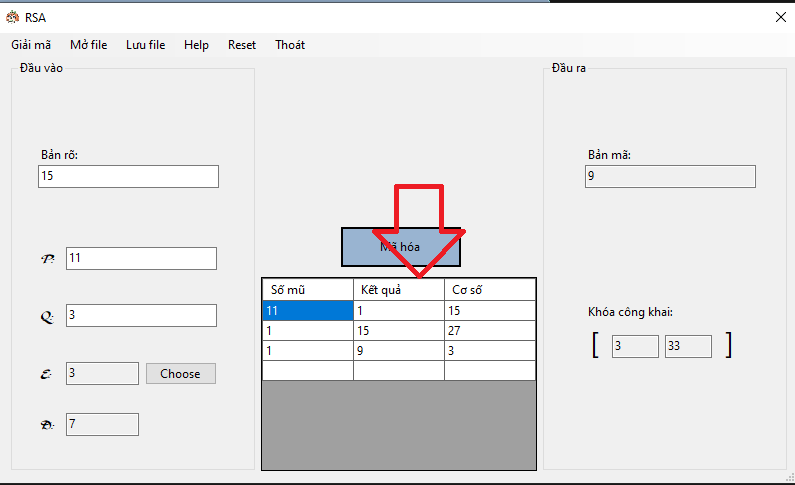 RSA
Giải mã Mở file Lưu file Help Reset Thoát
Đầu vào
Bản rõ:
15
P: 11
Q: 3
E: 3 Choose
D: 7
Mã hóa
Số mũ Kết quả Cơ số
11 1 15
1 15 27
1 9 3
Đầu ra
Bản mã:
9
Khóa công khai:
[ 3 33 ]